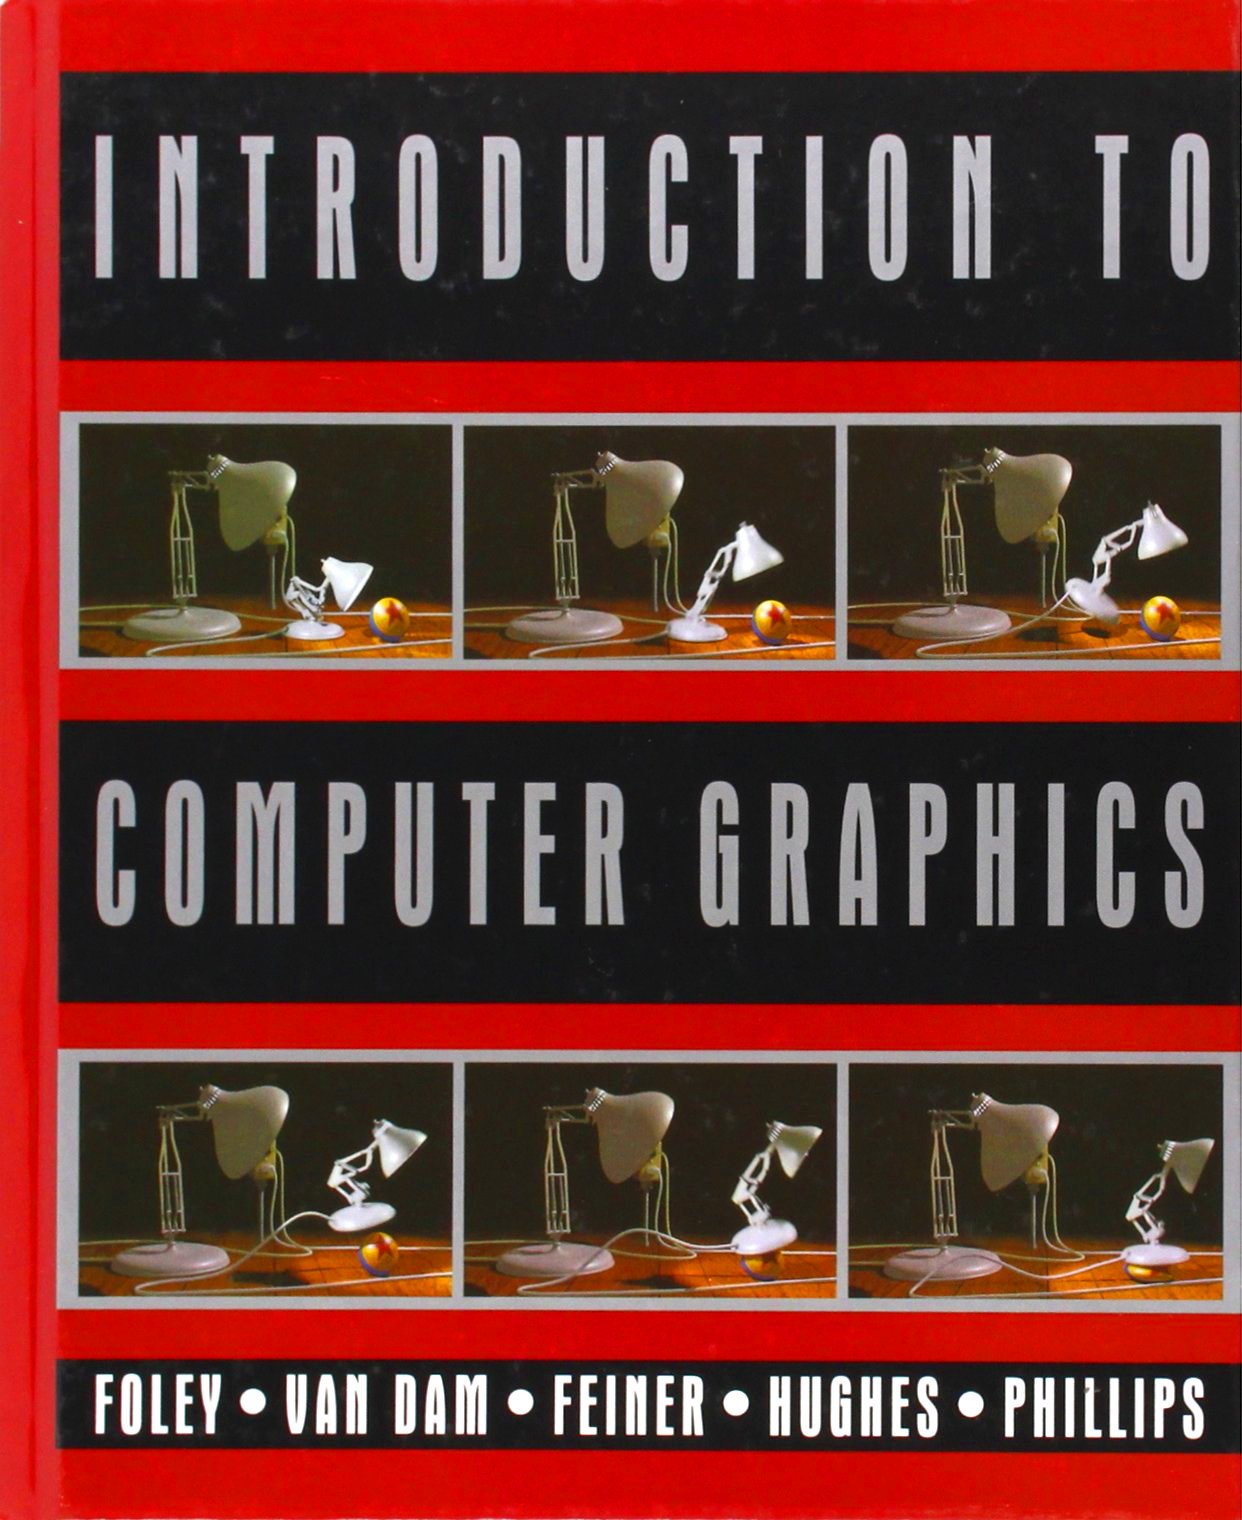 INTRODUCTION TO
COMPUTER GRAPHICS
FOLEY • VAN DAM • FEINER • HUGHES • PHILLIPS